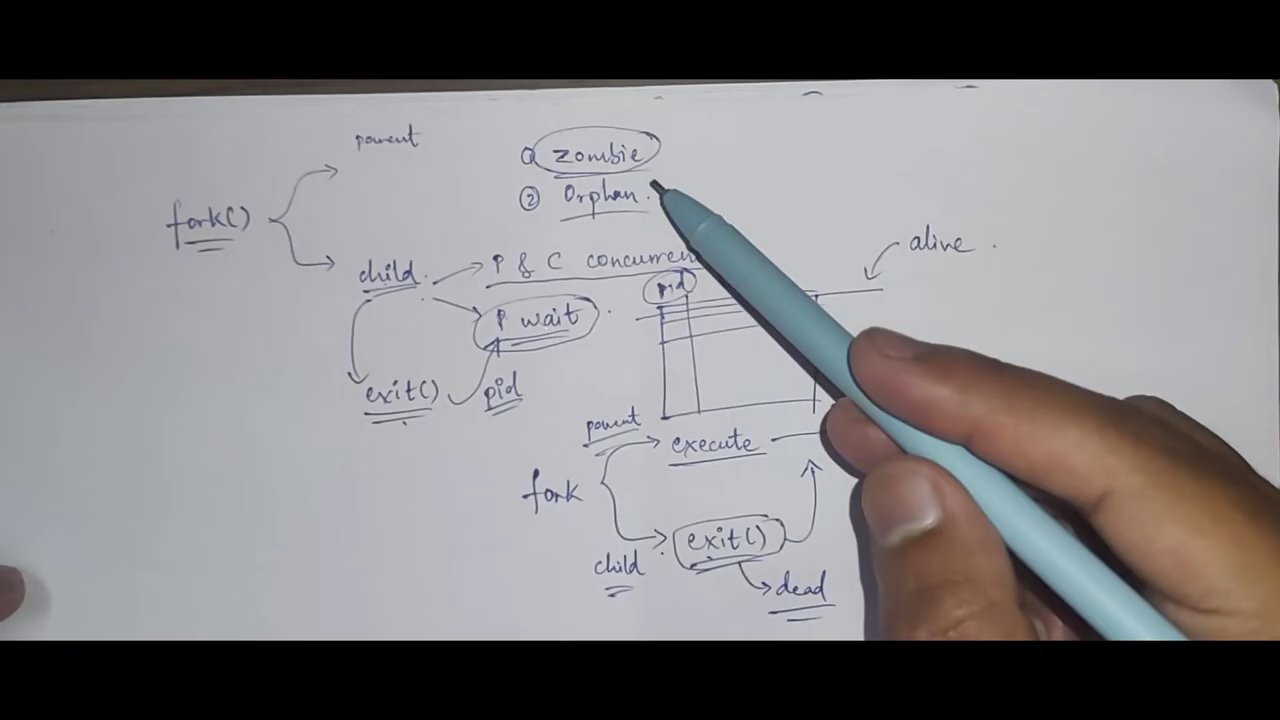 parent
① Zombie
② Orphan.
fork()
alive.
child
P & C concurren
pid
P wait
exit()
pid
parent
execute
fork
exit()
child
dead